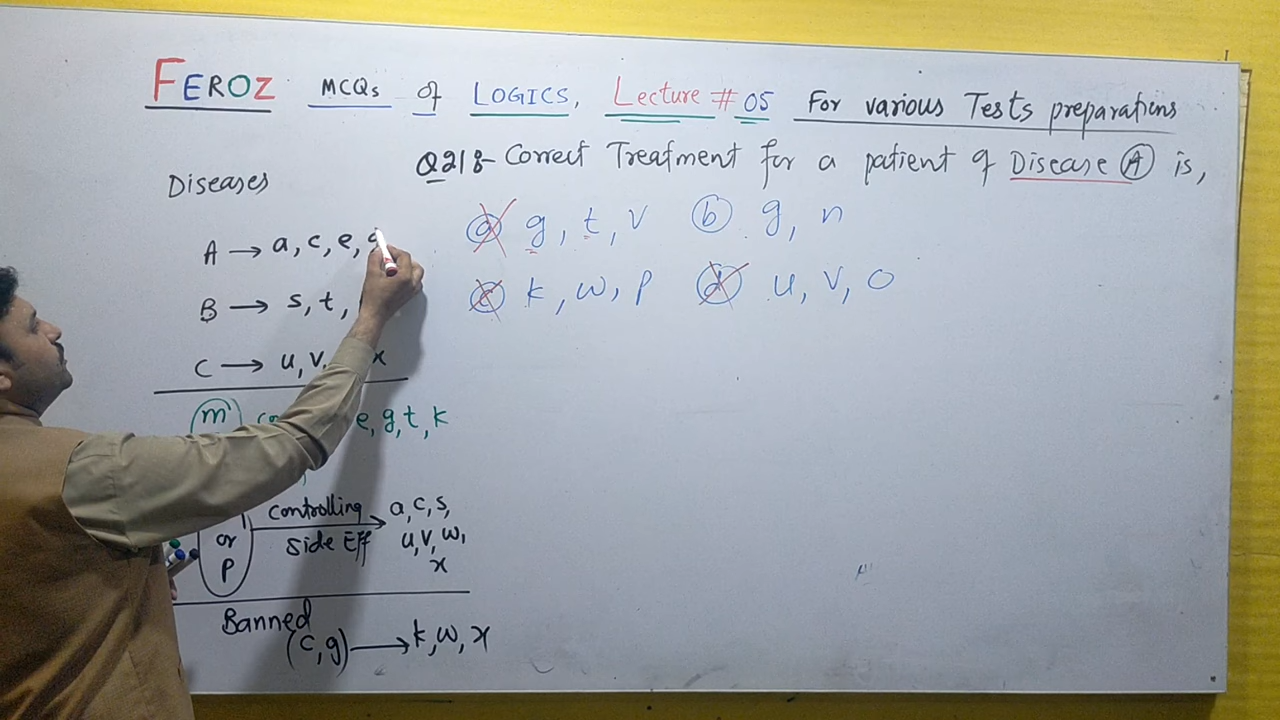 FEROZ MCQs of LOGICS, Lecture # 05 For various Tests preparations
Q218- Correct Treatment for a patient of Disease A is,
Diseases
a g, t, v b g, n
c k, w, p d u, v, o
A → a, c, e,
B → s, t,
C → u, v, x
m e, g, t, k
or
p
controlling
side Eff
a, c, s,
u, v, w,
x
Banned
(c, g) → k, w, x